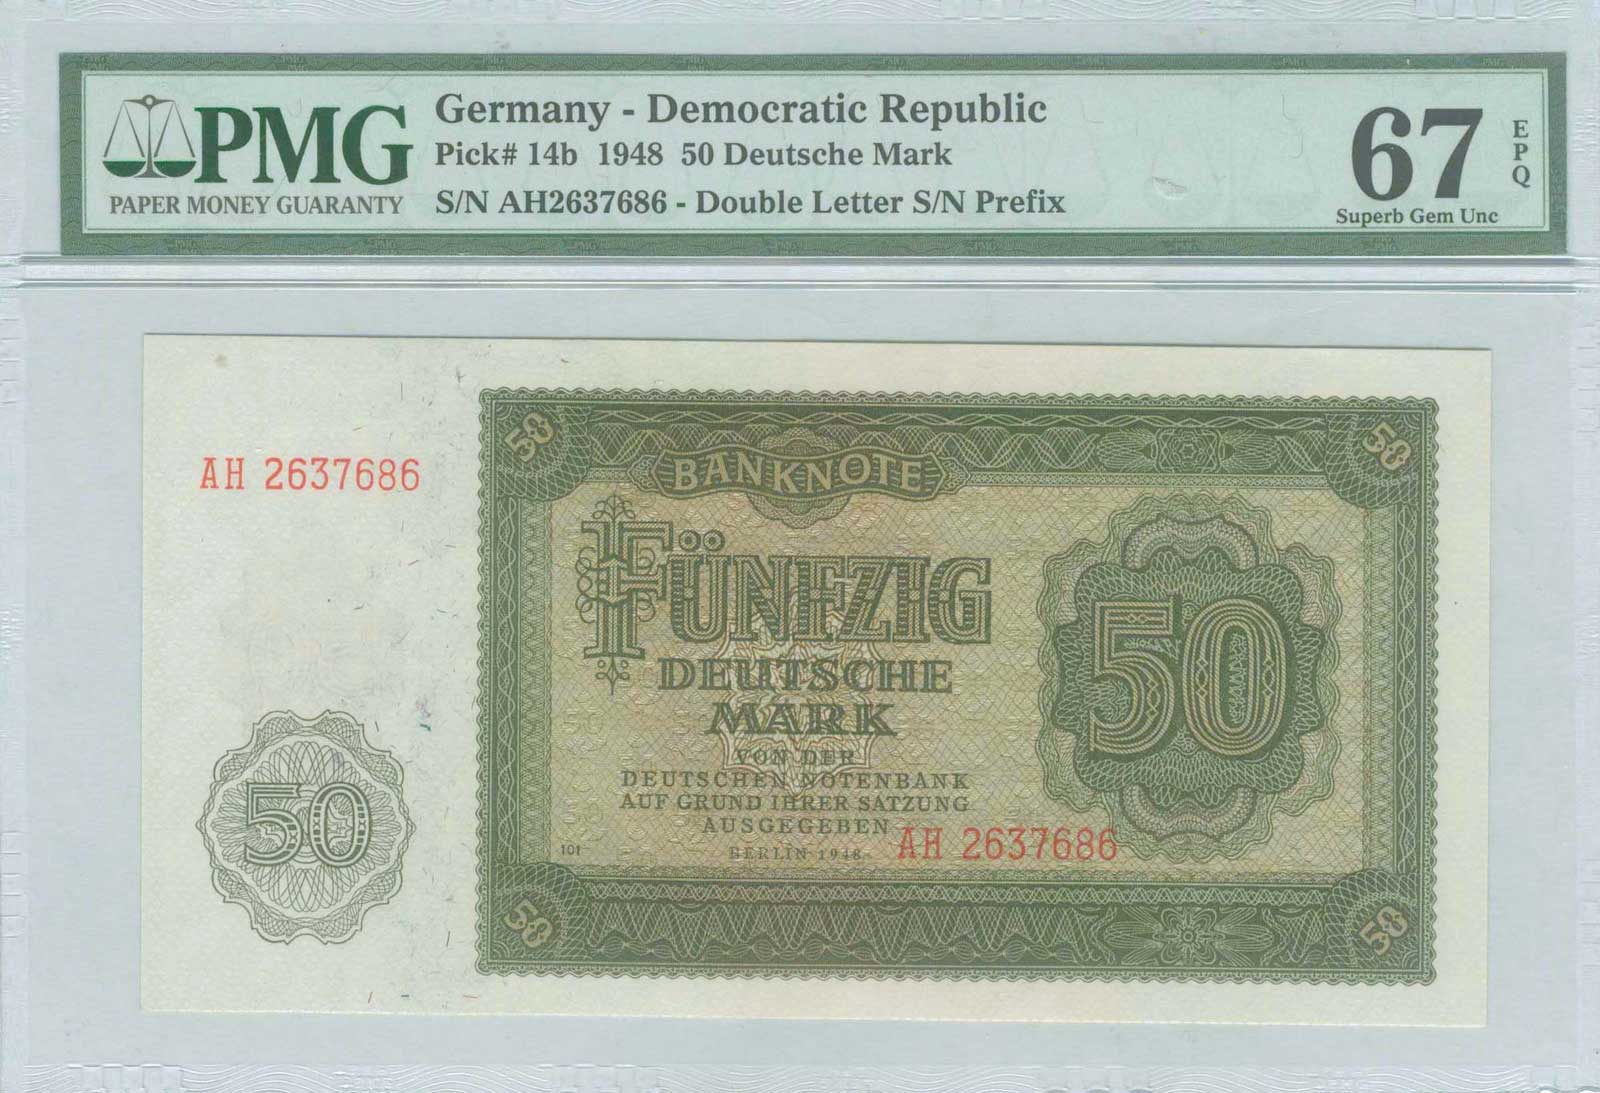 PMG
PAPER MONEY GUARANTY
Germany - Democratic Republic
Pick# 14b 1948 50 Deutsche Mark
S/N AH2637686 - Double Letter S/N Prefix
67
EPQ
Superb Gem Unc
50
50
BANKNOTE
AH 2637686
FÜNFZIG
DEUTSCHE
MARK
50
VON DER
DEUTSCHEN NOTENBANK
AUF GRUND IHRER SATZUNG
AUSGEGEBEN
50
101
BERLIN 1948
AH 2637686
50
50